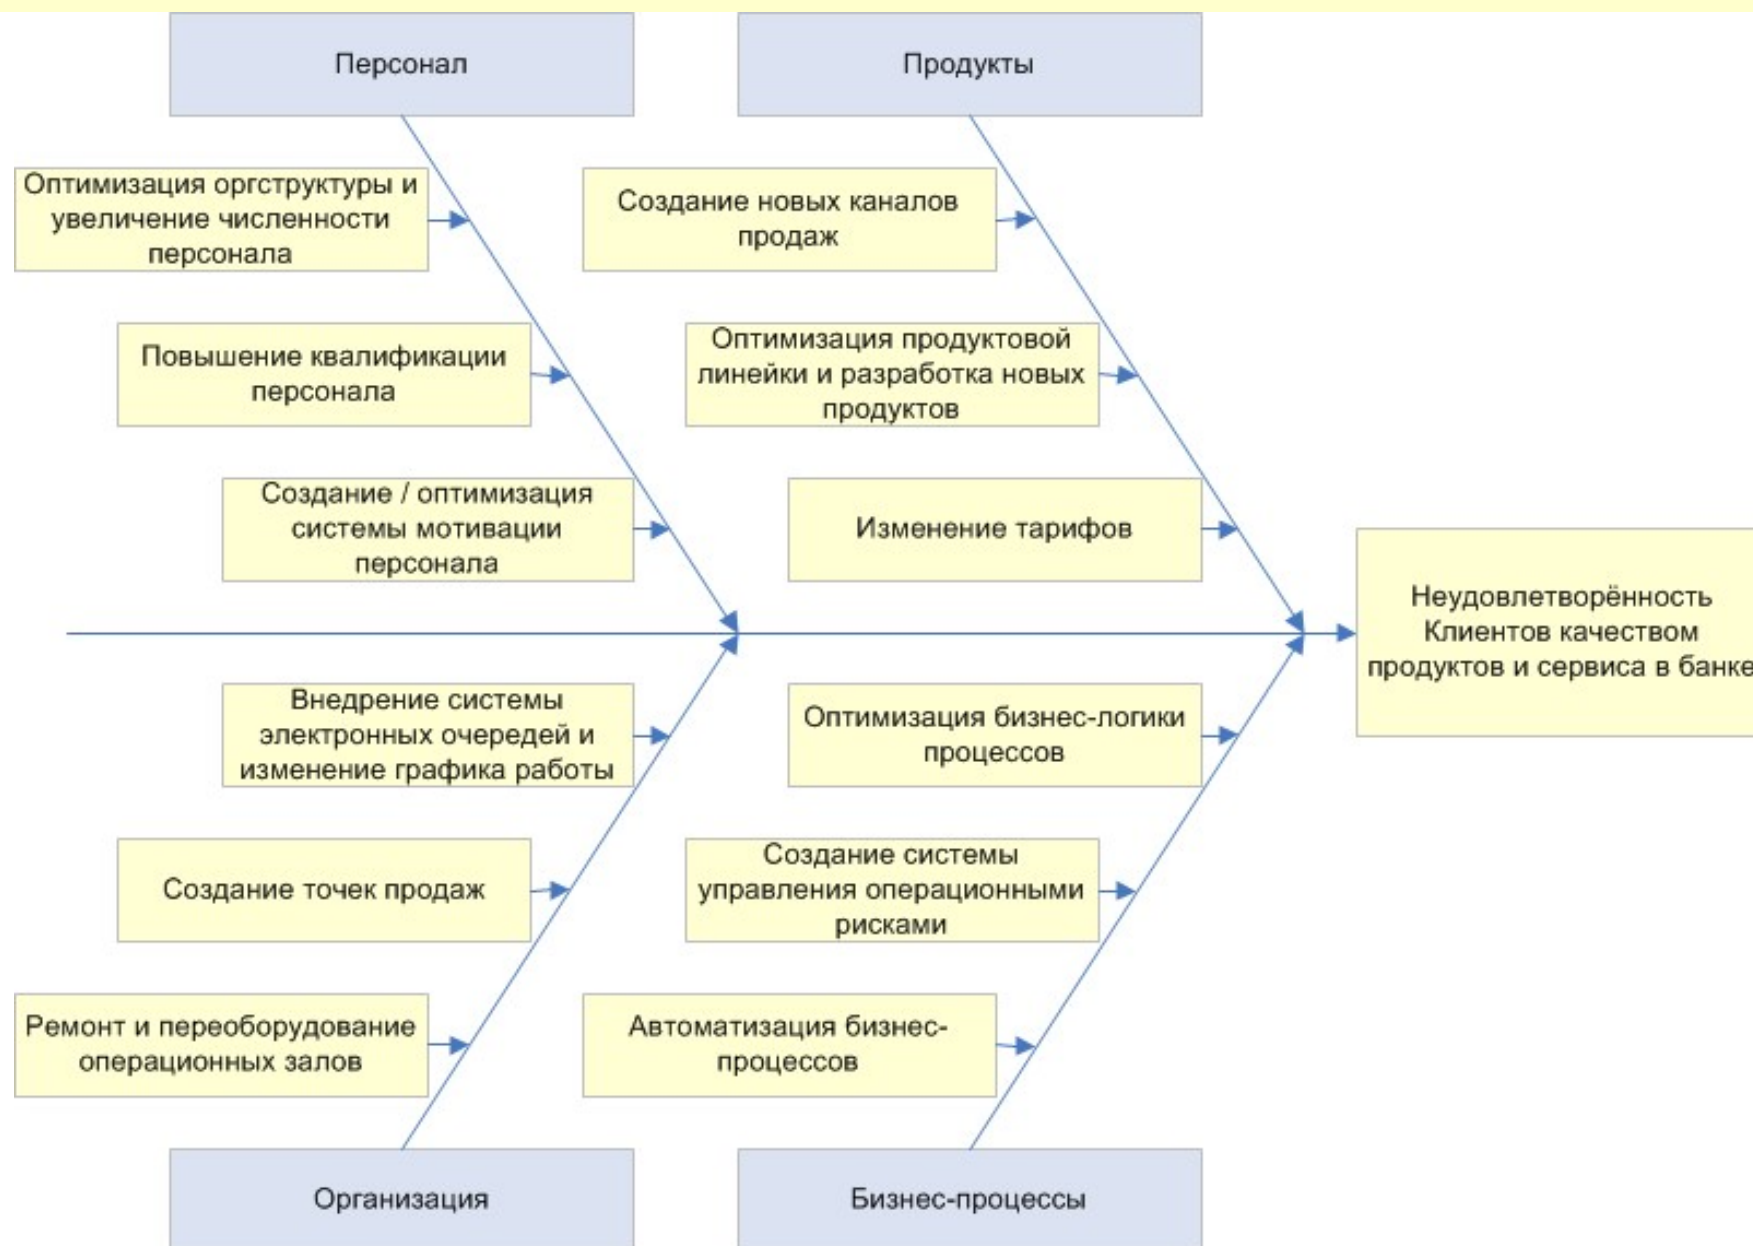 Персонал
Продукты
Оптимизация оргструктуры и
увеличение численности
персонала
Создание новых каналов
продаж
Повышение квалификации
персонала
Оптимизация продуктовой
линейки и разработка новых
продуктов
Создание / оптимизация
системы мотивации
персонала
Изменение тарифов
Неудовлетворённость
Клиентов качеством
продуктов и сервиса в банке
Внедрение системы
электронных очередей и
изменение графика работы
Оптимизация бизнес-логики
процессов
Создание точек продаж
Создание системы
управления операционными
рисками
Ремонт и переоборудование
операционных залов
Автоматизация бизнес-
процессов
Организация
Бизнес-процессы